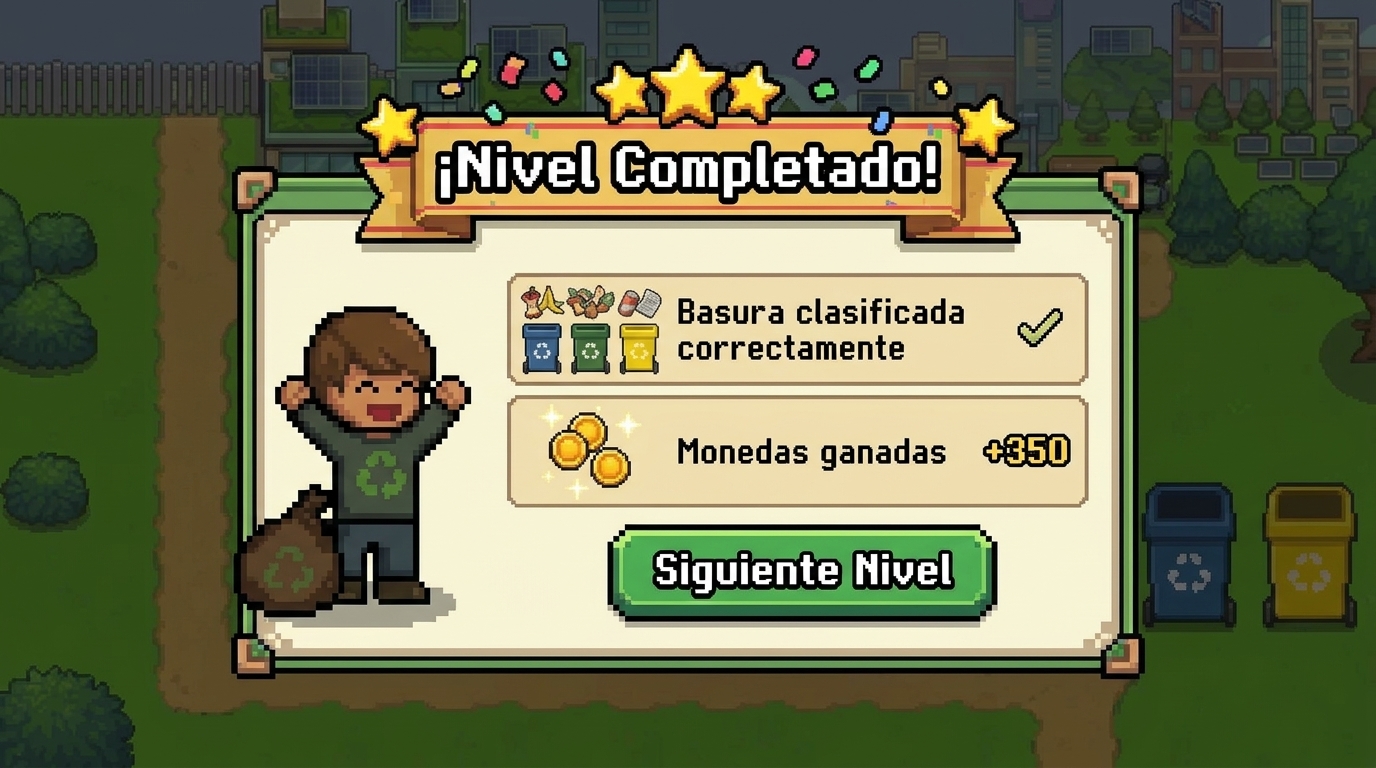 ¡Nivel Completado!
Basura clasificada
correctamente
Monedas ganadas +350
Siguiente Nivel